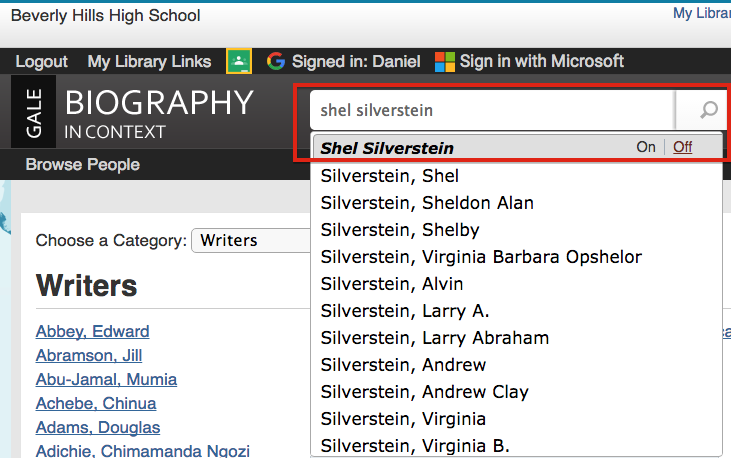 Beverly Hills High School
My Librar
Logout My Library Links Signed in: Daniel Sign in with Microsoft
GALE
BIOGRAPHY
IN CONTEXT
shel silverstein
Shel Silverstein On Off
Browse People
Silverstein, Shel
Silverstein, Sheldon Alan
Silverstein, Shelby
Silverstein, Virginia Barbara Opshelor
Silverstein, Alvin
Silverstein, Larry A.
Silverstein, Larry Abraham
Silverstein, Andrew
Silverstein, Andrew Clay
Silverstein, Virginia
Silverstein, Virginia B.
Choose a Category: Writers
Writers
Abbey, Edward
Abramson, Jill
Abu-Jamal, Mumia
Achebe, Chinua
Adams, Douglas
Adichie, Chimamanda Ngozi